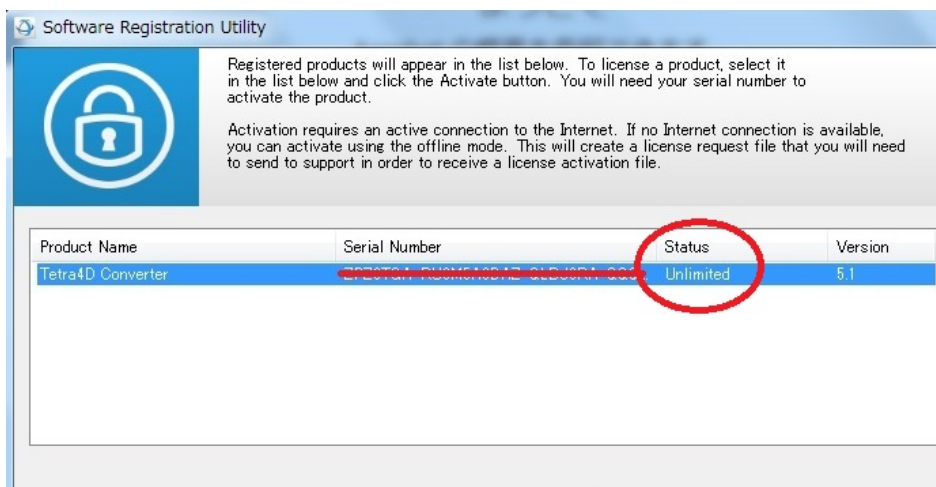 Software Registration Utility
Registered products will appear in the list below. To license a product, select it
in the list below and click the Activate button. You will need your serial number to
activate the product.
Activation requires an active connection to the Internet. If no Internet connection is available,
you can activate using the offline mode. This will create a license request file that you will need
to send to support in order to receive a license activation file.
Product Name Serial Number Status Version
Tetra4D Converter Unlimited 5.1